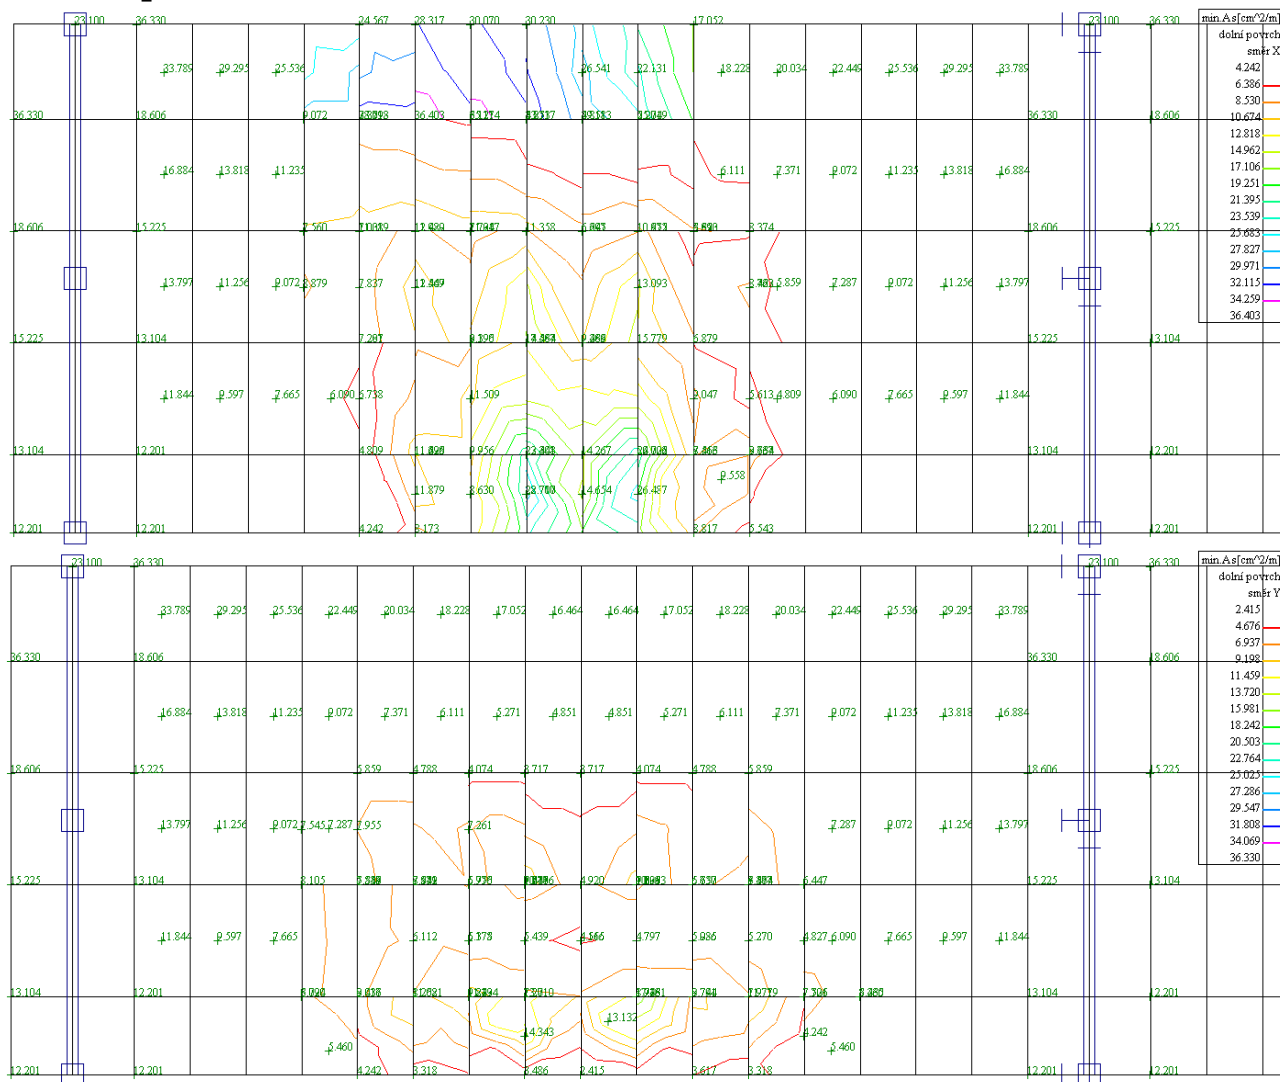 23.100 36.330 24.567 28.317 30.070 30.230 17.052 23.100 36.330
min.As[cm^2/m]
dolní povrch
směr X
33.789 29.295 25.536 26.541 22.131 18.228 20.034 22.449 25.536 29.295 33.789
4.242
6.386
8.530
10.674
36.330 18.606 9.072 36.403 36.330 18.606
12.818
14.962
17.106
16.884 13.818 11.235 6.111 7.371 9.072 11.235 13.818 16.884
19.251
21.395
23.539
18.606 15.225 7.560 11.358 8.374 18.606 15.225
25.683
27.827
29.971
13.797 11.256 9.072 8.879 7.837 13.093 5.859 7.287 9.072 11.256 13.797
32.115
34.259
36.403
15.225 13.104 15.779 5.879 15.225 13.104
11.844 9.597 7.665 6.090 5.738 11.509 2.047 5.613 4.809 6.090 7.665 9.597 11.844
13.104 12.201 4.809 9.956 14.267 13.104 12.201
9.558
11.879 8.630 14.654 26.487
12.201 12.201 4.242 8.173 8.817 5.543 12.201 12.201
23.100 36.330 23.100 36.330
min.As[cm^2/m]
dolní povrch
směr Y
33.789 29.295 25.536 22.449 20.034 18.228 17.052 16.464 16.464 17.052 18.228 20.034 22.449 25.536 29.295 33.789
2.415
4.676
6.937
9.198
36.330 18.606 36.330 18.606
11.459
13.720
15.981
16.884 13.818 11.235 9.072 7.371 6.111 5.271 4.851 4.851 5.271 6.111 7.371 9.072 11.235 13.818 16.884
18.242
20.503
22.764
18.606 15.225 5.859 4.788 4.074 3.717 3.717 4.074 4.788 5.859 18.606 15.225
25.025
27.286
29.547
13.797 11.256 9.072 7.545 7.287 7.955 7.261 7.287 9.072 11.256 13.797
31.808
34.069
36.330
15.225 13.104 8.105 4.920 6.447 15.225 13.104
11.844 9.597 7.665 6.112 5.439 4.797 5.270 4.827 6.090 7.665 9.597 11.844
13.104 12.201 13.104 12.201
13.132
14.343 4.242
5.460 5.460
12.201 12.201 4.242 3.318 3.486 2.415 3.617 3.318 12.201 12.201